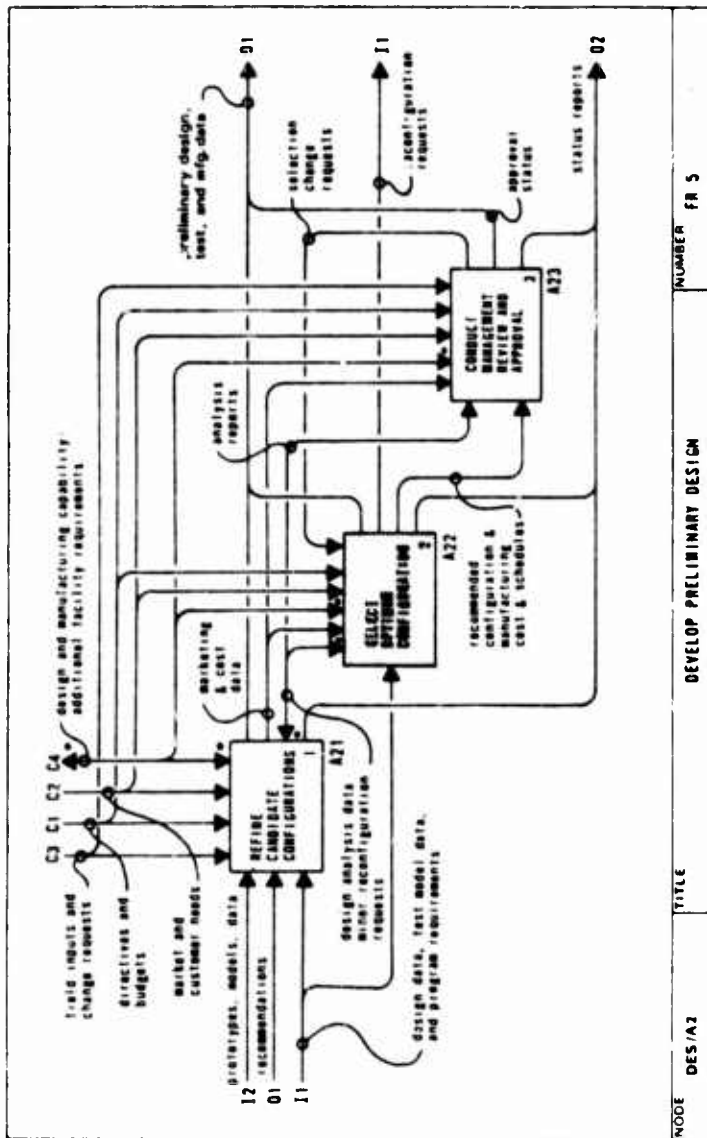 C3 C1 C2 C4
field inputs and
change requests
directives and
budgets
market and
customer needs
design and manufacturing capability
additional facility requirements
I2
prototypes, models, data
O1
recommendations
I1
REFINE
CANDIDATE
CONFIGURATIONS
1
A21
marketing
& cost
data
design analysis data
minor reconfiguration
requests
design data, test model data,
and program requirements
SELECT
OPTIMUM
CONFIGURATION
2
A22
analysis
reports
recommended
configuration &
manufacturing
cost & schedules
CONDUCT
MANAGEMENT
REVIEW AND
APPROVAL
3
A23
preliminary design,
test, and mfg. data
selection
change
requests
requests
approval
status
status reports
O1
I1
O2
NODE DES/A2
TITLE DEVELOP PRELIMINARY DESIGN
NUMBER FR 5